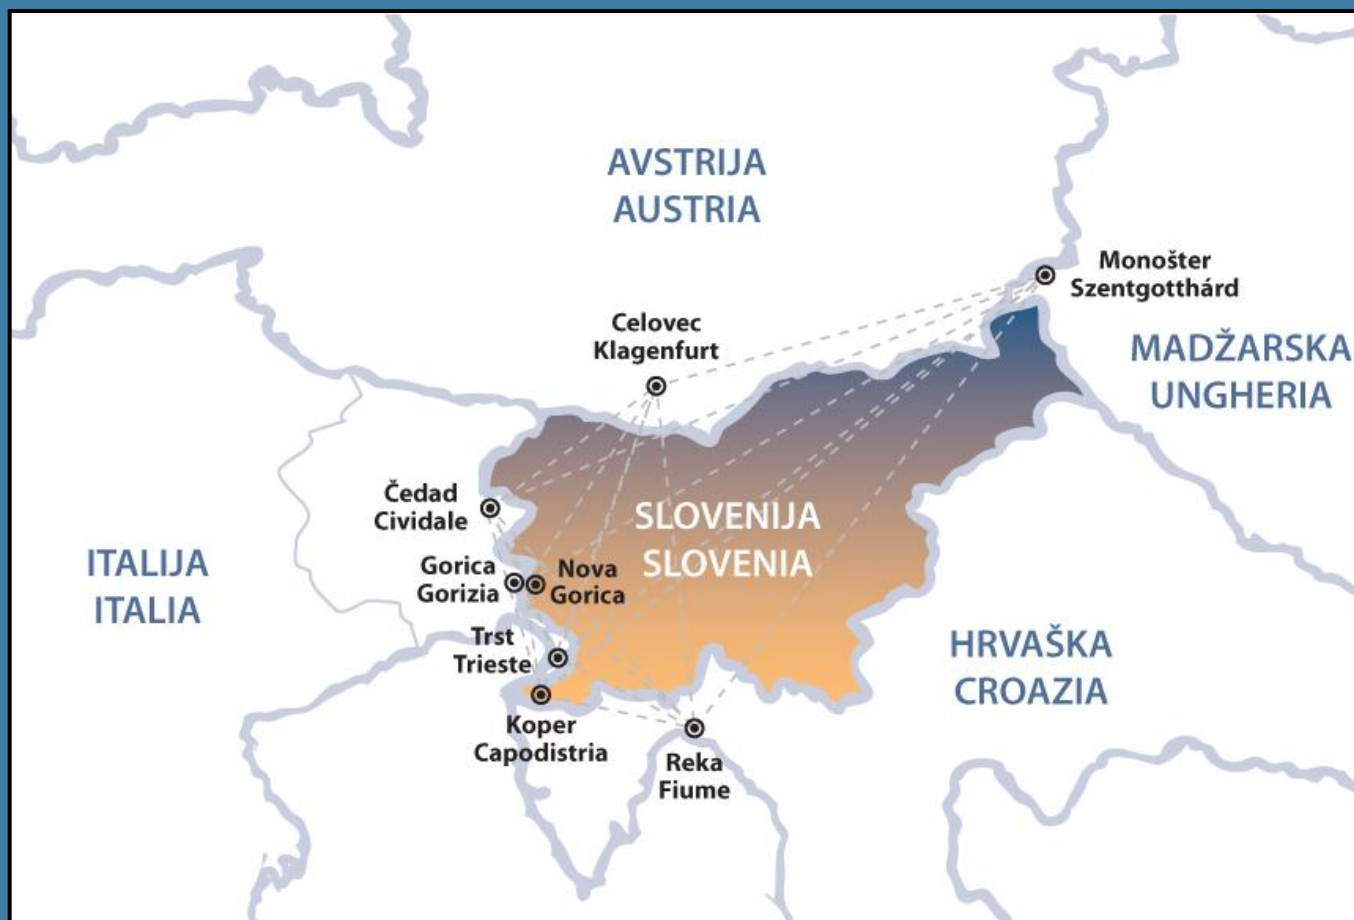 AVSTRIJA
AUSTRIA
Monošter
Szentgotthárd
Celovec
Klagenfurt
MADŽARSKA
UNGHERIA
Čedad
Cividale
SLOVENIJA
SLOVENIA
ITALIJA
ITALIA
Gorica
Gorizia
Nova
Gorica
Trst
Trieste
HRVAŠKA
CROAZIA
Koper
Capodistria
Reka
Fiume